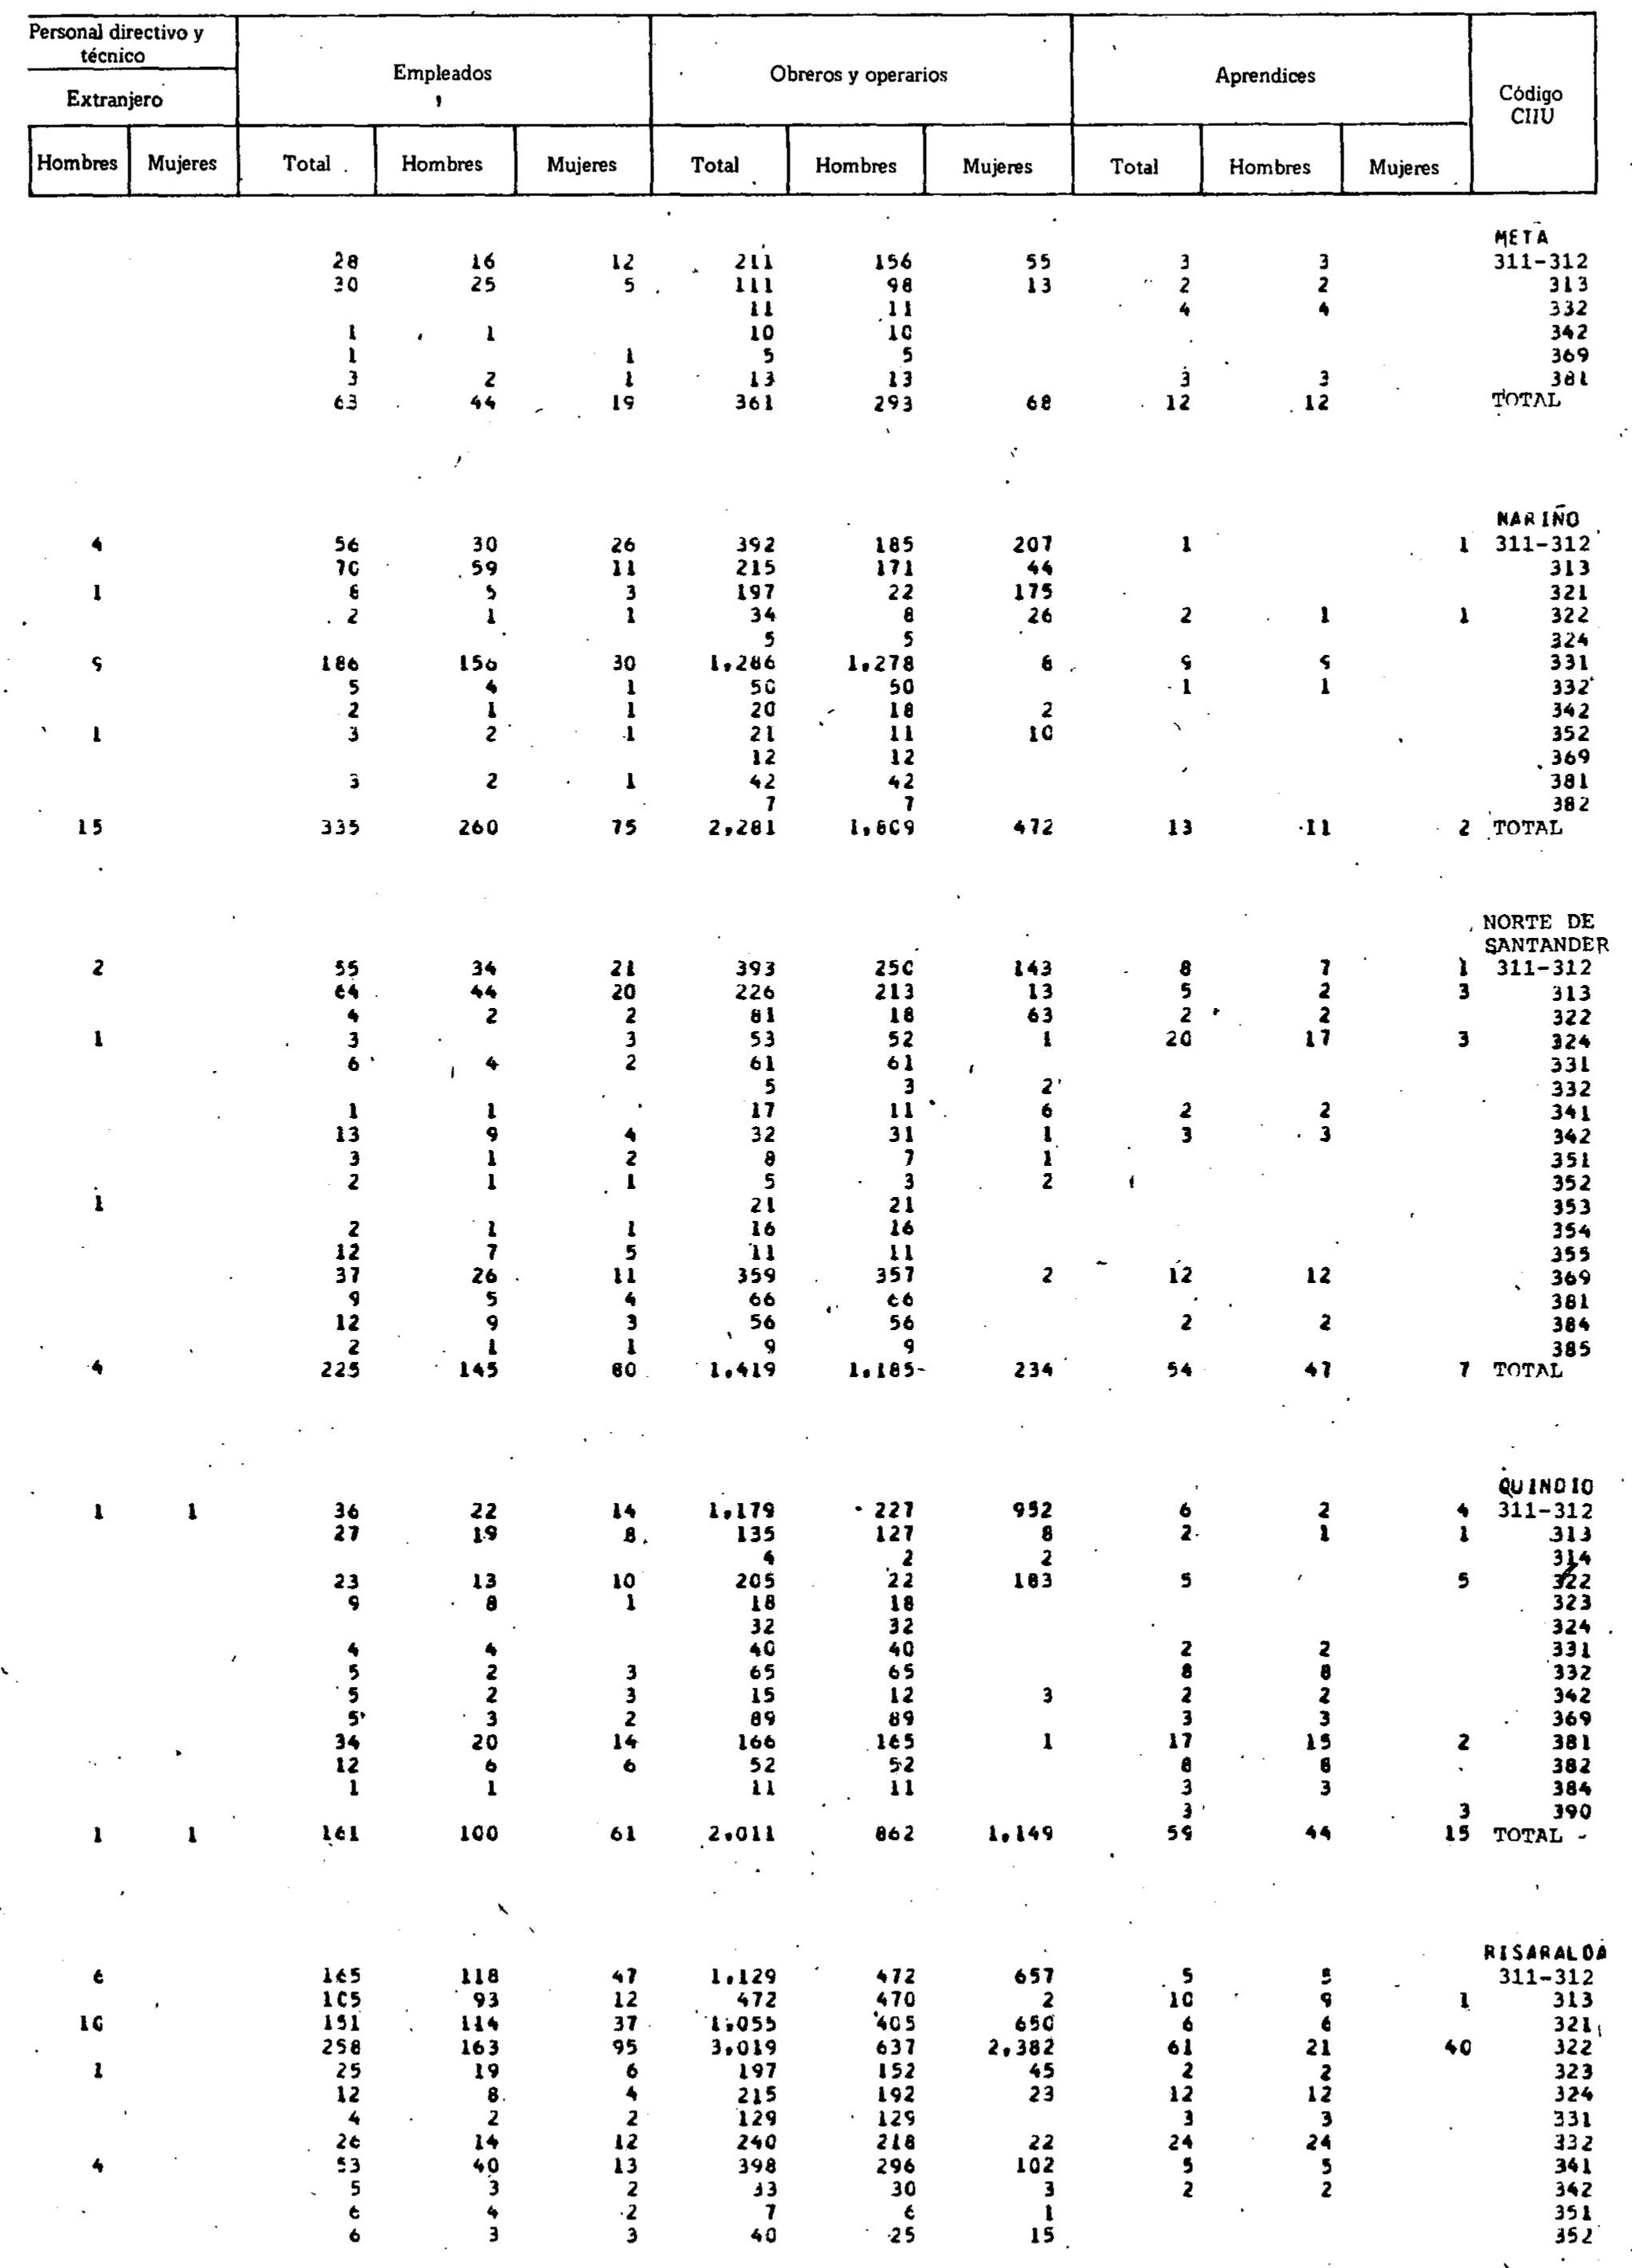 Personal directivo y técnico Empleados Obreros y operarios Aprendices Código CIIU
Extranjero
Hombres Mujeres Total Hombres Mujeres Total Hombres Mujeres Total Hombres Mujeres
META
28 16 12 211 156 55 3 3 311-312
30 25 5 111 98 13 2 2 313
11 11 4 4 332
1 1 10 10 342
1 1 5 5 369
3 2 1 13 13 3 3 381
63 44 19 361 293 68 12 12 TOTAL
NARIÑO
4 56 30 26 392 185 207 1 1 311-312
70 59 11 215 171 44 313
1 8 5 3 197 22 175 321
2 1 1 34 8 26 2 1 1 322
5 5 324
9 186 156 30 1,286 1,278 8 9 9 331
5 4 1 50 50 1 1 332
2 1 1 20 18 2 342
1 3 2 1 21 11 10 352
12 12 369
3 2 1 42 42 381
7 7 382
15 335 260 75 2,281 1,809 472 13 11 2 TOTAL
NORTE DE
SANTANDER
2 55 34 21 393 250 143 8 7 1 311-312
64 44 20 226 213 13 5 2 3 313
4 2 2 81 18 63 2 2 322
1 3 3 53 52 1 20 17 3 324
6 4 2 61 61 331
5 3 2 332
1 1 17 11 6 2 2 341
13 9 4 32 31 1 3 3 342
3 1 2 8 7 1 351
2 1 1 5 3 2 352
1 21 21 353
2 1 1 16 16 354
12 7 5 11 11 355
37 26 11 359 357 2 12 12 369
9 5 4 66 66 381
12 9 3 56 56 2 2 384
2 1 1 9 9 385
4 225 145 80 1,419 1,185 234 54 47 7 TOTAL
QUINDIO
1 1 36 22 14 1,179 227 952 6 2 4 311-312
27 19 8 135 127 8 2 1 1 313
4 2 2 314
23 13 10 205 22 183 5 5 322
9 8 1 18 18 323
32 32 324
4 4 40 40 2 2 331
5 2 3 65 65 8 8 332
5 2 3 15 12 3 2 2 342
5 3 2 89 89 3 3 369
34 20 14 166 165 1 17 15 2 381
12 6 6 52 52 8 8 382
1 1 11 11 3 3 384
3 3 390
1 1 161 100 61 2,011 862 1,149 59 44 15 TOTAL
RISARALDA
6 165 118 47 1,129 472 657 5 5 311-312
105 93 12 472 470 2 10 9 1 313
10 151 114 37 1,055 405 650 6 6 321
258 163 95 3,019 637 2,382 61 21 40 322
1 25 19 6 197 152 45 2 2 323
12 8 4 215 192 23 12 12 324
4 2 2 129 129 3 3 331
26 14 12 240 218 22 24 24 332
4 53 40 13 398 296 102 5 5 341
5 3 2 33 30 3 2 2 342
6 4 2 7 6 1 351
6 3 3 40 25 15 352